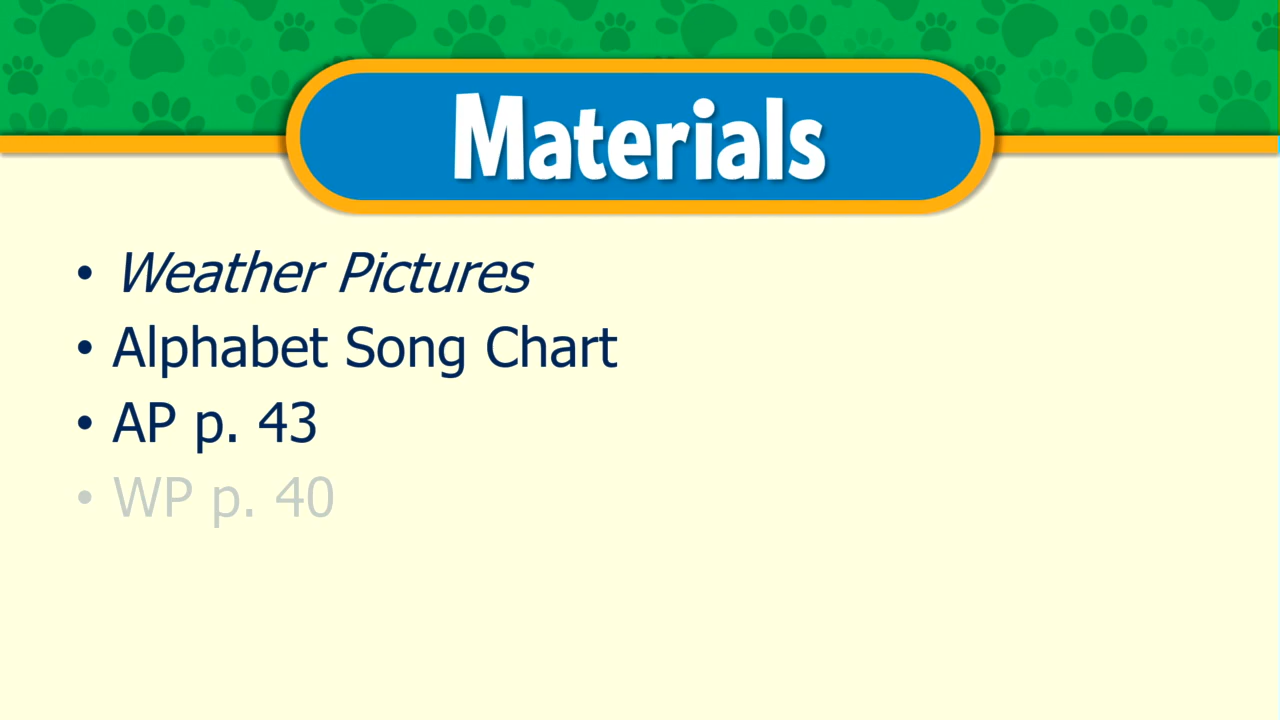 Materials
• Weather Pictures
• Alphabet Song Chart
• AP p. 43
• WP p. 40